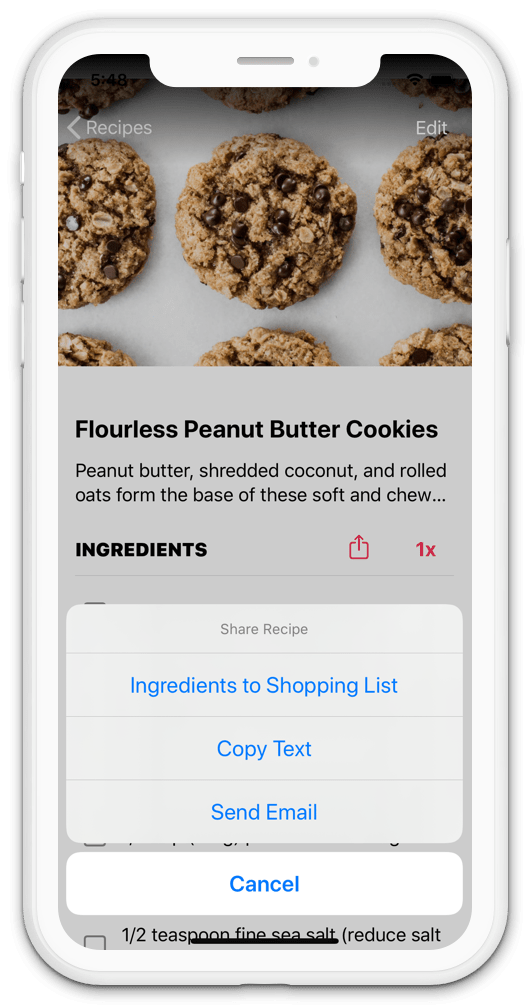 5:48
Recipes
Edit
Flourless Peanut Butter Cookies
Peanut butter, shredded coconut, and rolled
oats form the base of these soft and chew...
INGREDIENTS
1x
Share Recipe
Ingredients to Shopping List
Copy Text
Send Email
Cancel
1/2 teaspoon fine sea salt (reduce salt